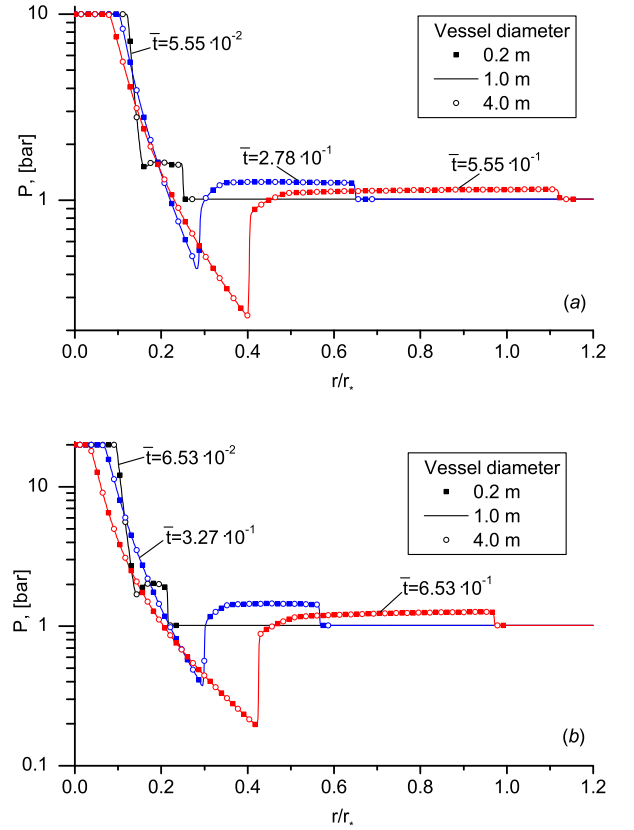 10
t̅=5.55·10⁻²
Vessel diameter
0.2 m
1.0 m
4.0 m
t̅=2.78·10⁻¹
t̅=5.55·10⁻¹
P, [bar]
1
(a)
0.0 0.2 0.4 0.6 0.8 1.0 1.2
r/r*
10
t̅=6.53·10⁻²
Vessel diameter
0.2 m
1.0 m
4.0 m
t̅=3.27·10⁻¹
t̅=6.53·10⁻¹
P, [bar]
1
(b)
0.1
0.0 0.2 0.4 0.6 0.8 1.0 1.2
r/r*